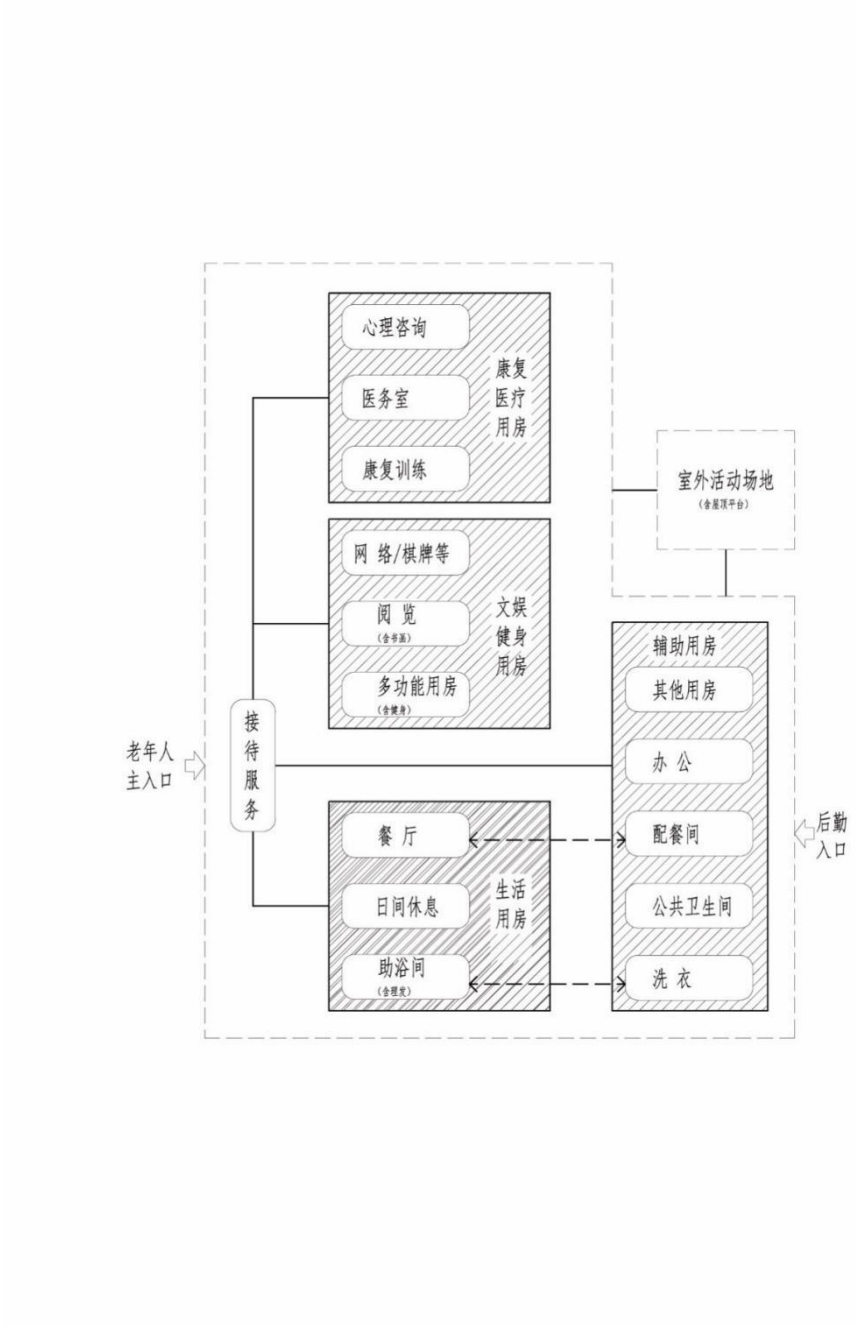 心理咨询
医务室
康复训练
康复
医疗
用房
网 络/棋牌等
阅 览
(含书画)
多功能用房
(含健身)
文娱
健身
用房
室外活动场地
(含屋顶平台)
老年人
主入口
接
待
服
务
餐 厅
日间休息
助浴间
(含理发)
生活
用房
辅助用房
其他用房
办 公
配餐间
公共卫生间
洗 衣
后勤
入口